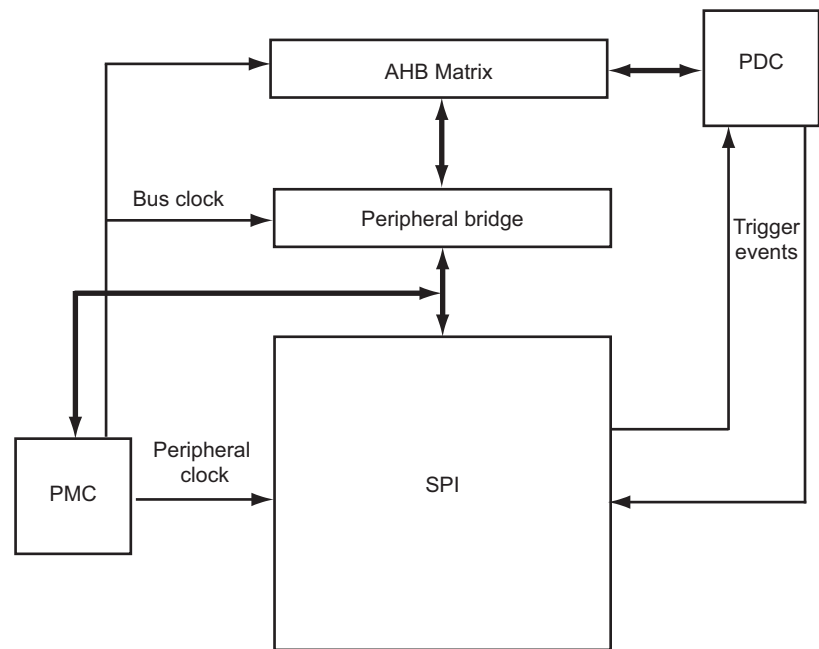 AHB Matrix
PDC
Bus clock
Peripheral bridge
Trigger
events
Peripheral
clock
PMC
SPI